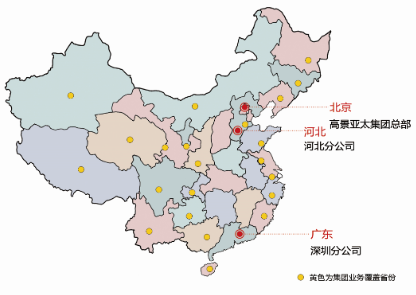 北京
高景亚太集团总部
河北
河北分公司
广东
深圳分公司
黄色为集团业务覆盖省份